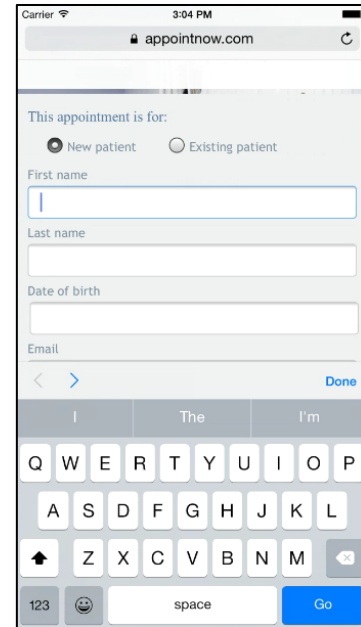 Carrier 3:04 PM
appointnow.com
This appointment is for:
New patient Existing patient
First name
Last name
Date of birth
Email
Done
I The I'm
Q W E R T Y U I O P
A S D F G H J K L
Z X C V B N M
123 space Go